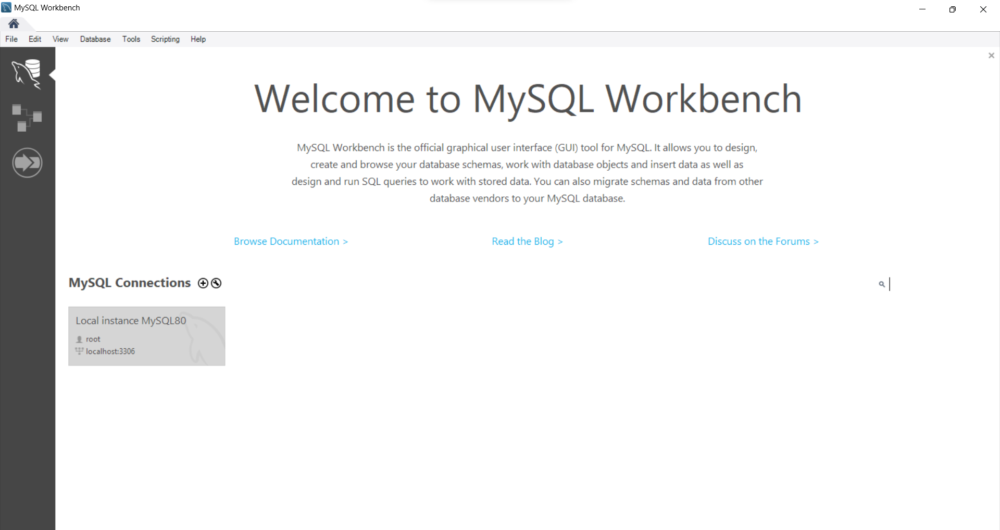 MySQL Workbench
File Edit View Database Tools Scripting Help
Welcome to MySQL Workbench
MySQL Workbench is the official graphical user interface (GUI) tool for MySQL. It allows you to design,
create and browse your database schemas, work with database objects and insert data as well as
design and run SQL queries to work with stored data. You can also migrate schemas and data from other
database vendors to your MySQL database.
Browse Documentation > Read the Blog > Discuss on the Forums >
MySQL Connections
Local instance MySQL80
root
localhost:3306